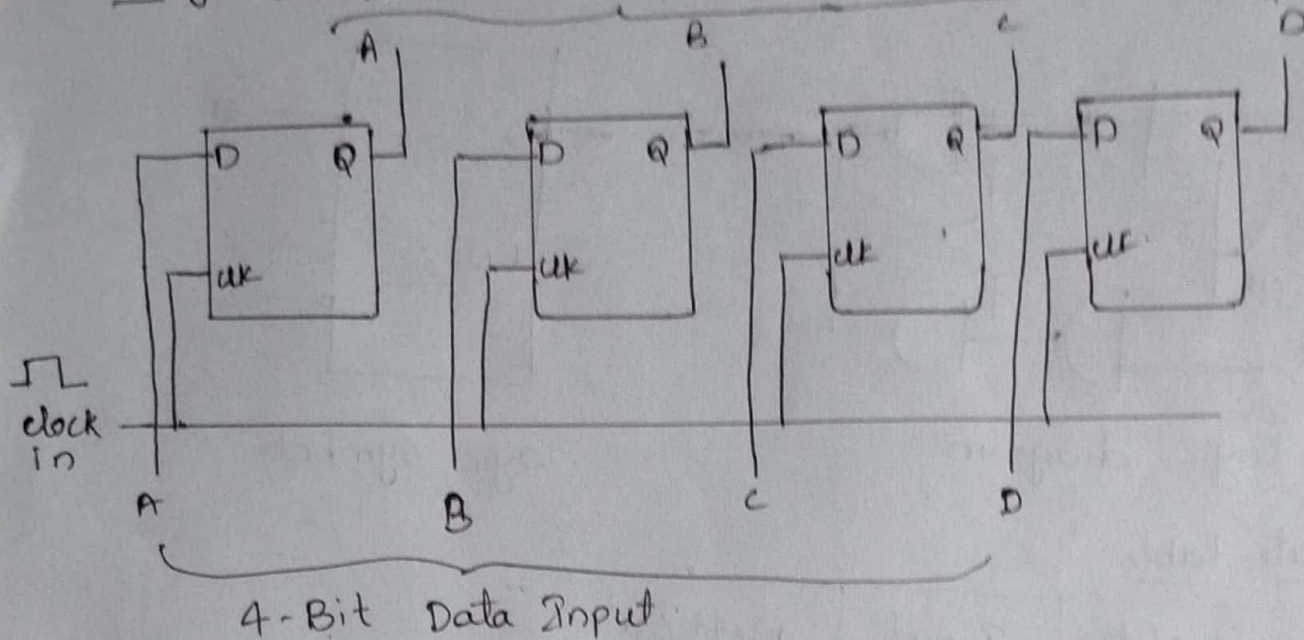 A B C D
D Q D Q D Q D Q
clk clk clk clk
clock
in
A B C D
4-Bit Data Input